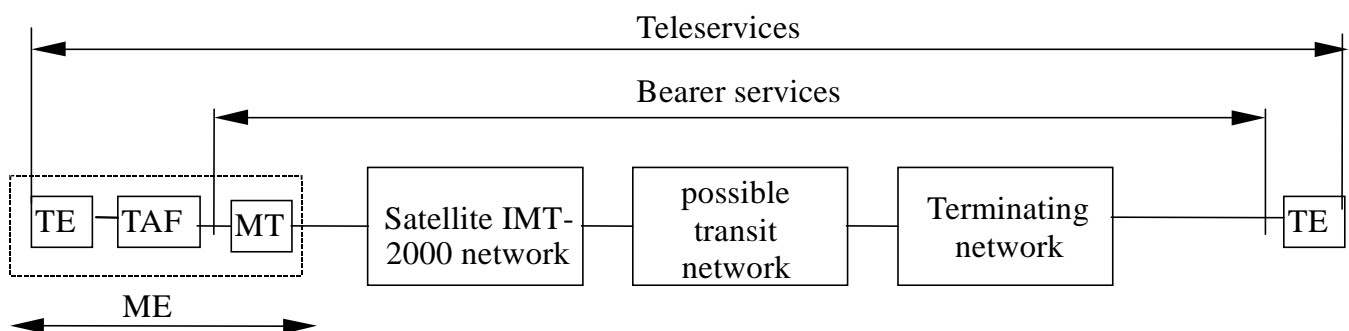 Teleservices
Bearer services
TE
TAF
MT
Satellite IMT-
2000 network
possible
transit
network
Terminating
network
TE
ME